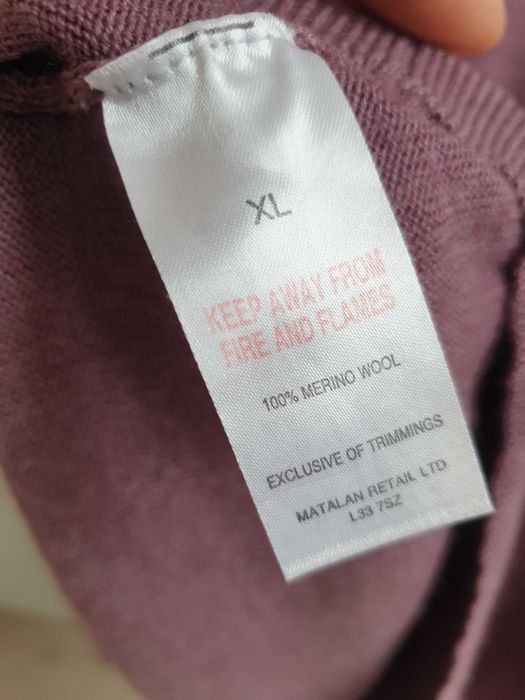 XL
KEEP AWAY FROM
FIRE AND FLAMES
100% MERINO WOOL
EXCLUSIVE OF TRIMMINGS
MATALAN RETAIL LTD
L33 7SZ